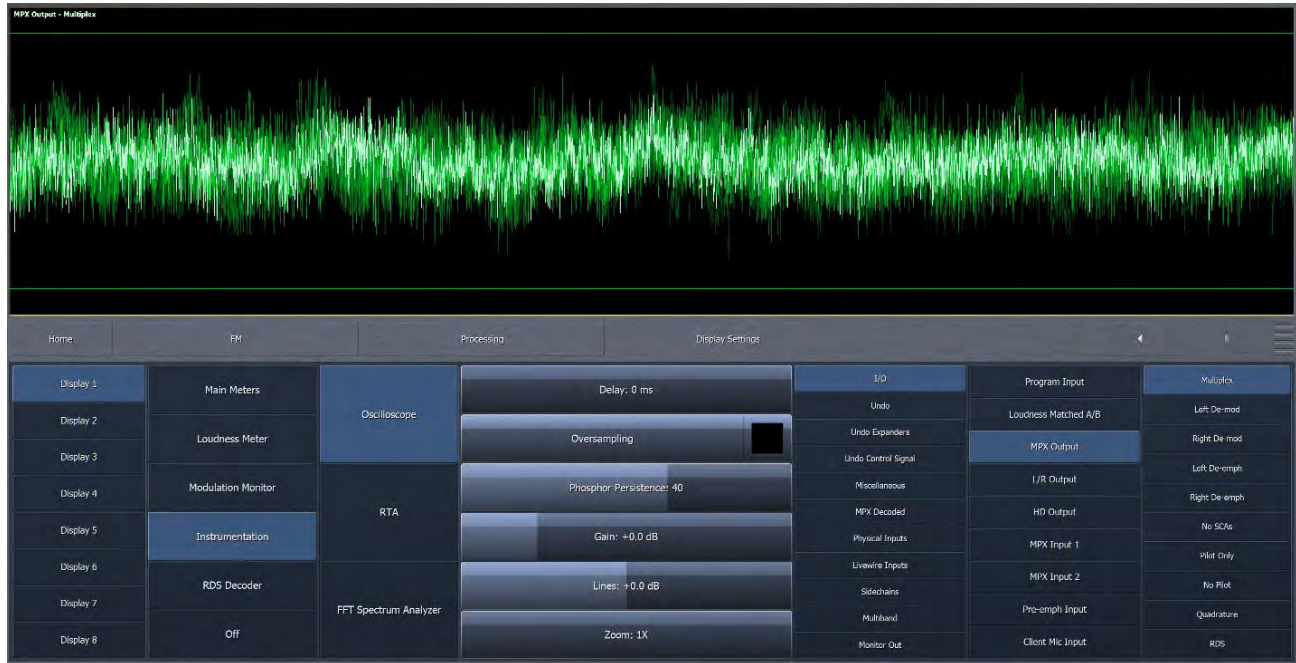 MPX Output - Multiplex
Home FM Processing Display Settings
Display 1
Display 2
Display 3
Display 4
Display 5
Display 6
Display 7
Display 8
Main Meters
Loudness Meter
Modulation Monitor
Instrumentation
RDS Decoder
Off
Oscilloscope
RTA
FFT Spectrum Analyzer
Delay: 0 ms
Oversampling
Phosphor Persistence: 40
Gain: +0.0 dB
Lines: +0.0 dB
Zoom: 1X
I/O
Undo
Undo Expanders
Undo Control Signal
Miscellaneous
MPX Decoded
Physical Inputs
Livewire Inputs
Sidechains
Multiband
Monitor Out
Program Input
Loudness Matched A/B
MPX Output
L/R Output
HD Output
MPX Input 1
MPX Input 2
Pre-emph Input
Client Mic Input
Multiplex
Left De-mod
Right De-mod
Left De-emph
Right De-emph
No SCAs
Pilot Only
No Pilot
Quadrature
RDS